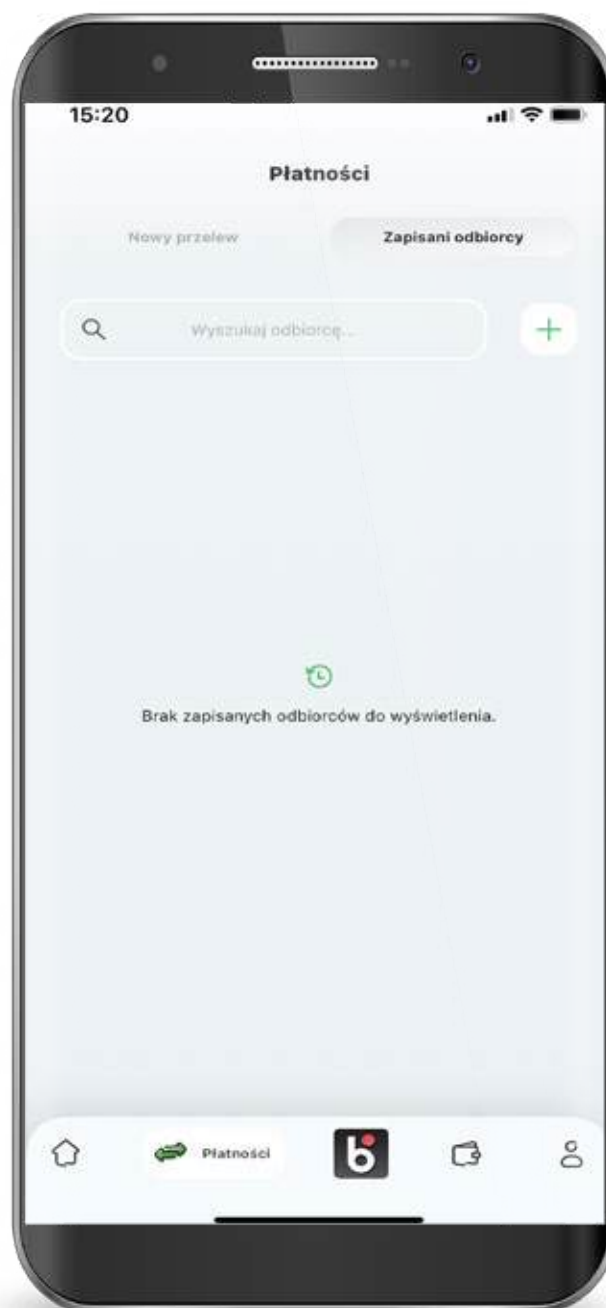 15:20
Płatności
Nowy przelew
Zapisani odbiorcy
Wyszukaj odbiorcę...
Brak zapisanych odbiorców do wyświetlenia.
Płatności
b